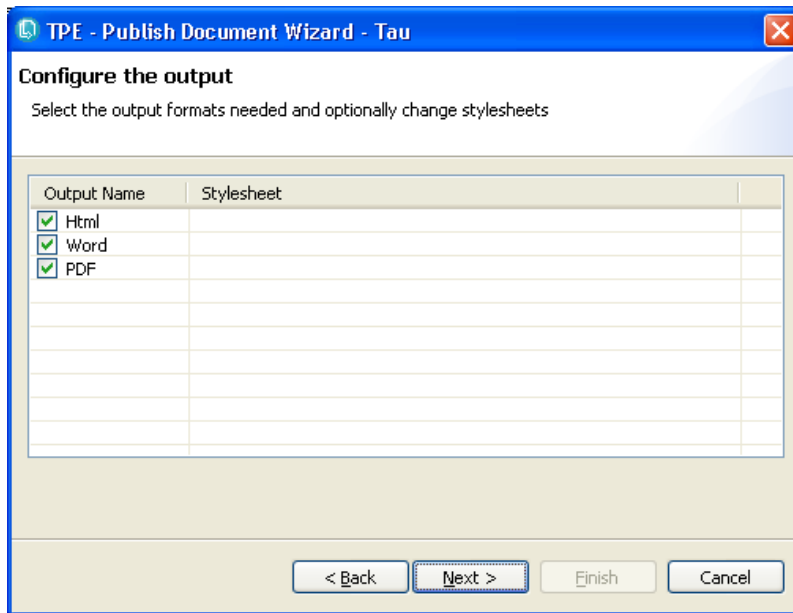 TPE - Publish Document Wizard - Tau
Configure the output
Select the output formats needed and optionally change stylesheets
Output Name Stylesheet
Html
Word
PDF
< Back Next > Finish Cancel